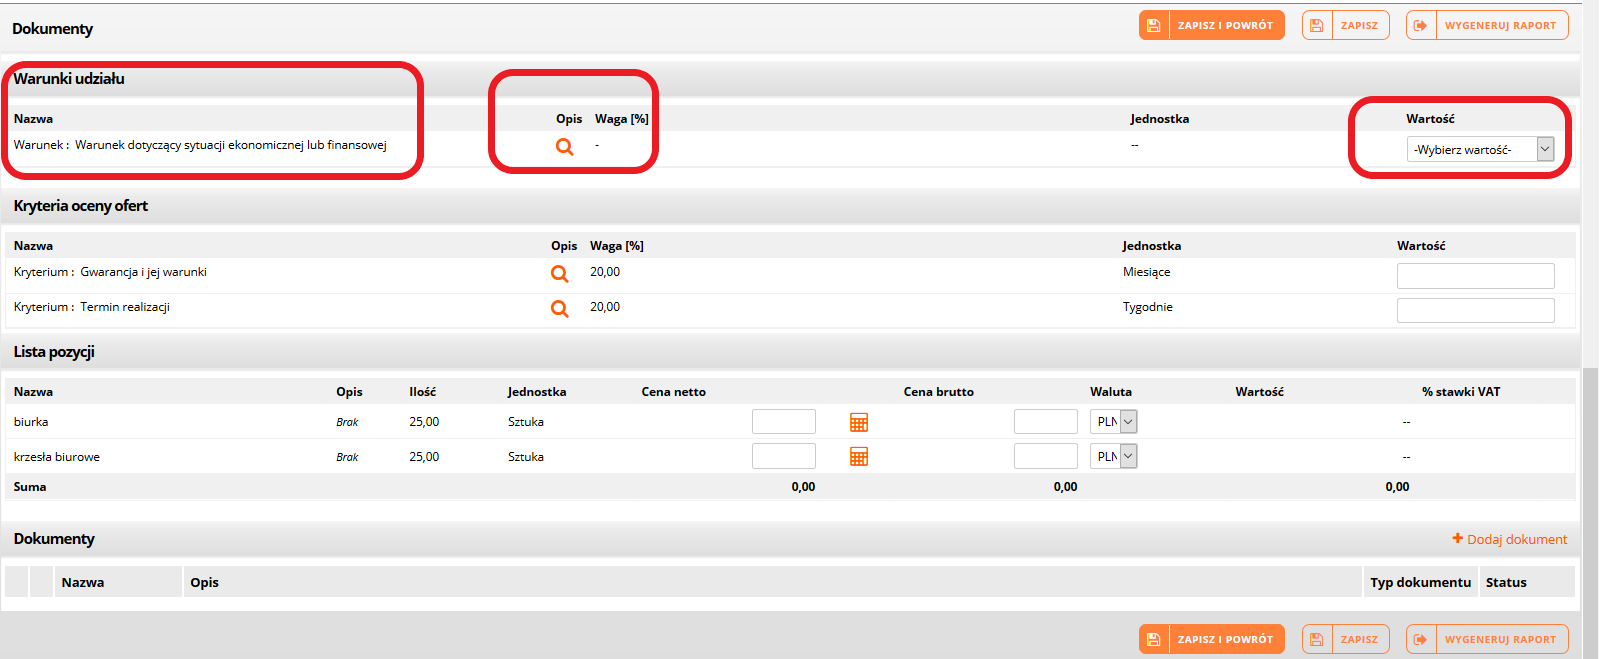 Dokumenty ZAPISZ I POWRÓT ZAPISZ WYGENERUJ RAPORT
Warunki udziału
Nazwa Opis Waga [%] Jednostka Wartość
Warunek : Warunek dotyczący sytuacji ekonomicznej lub finansowej - -- -Wybierz wartość-
Kryteria oceny ofert
Nazwa Opis Waga [%] Jednostka Wartość
Kryterium : Gwarancja i jej warunki 20,00 Miesiące
Kryterium : Termin realizacji 20,00 Tygodnie
Lista pozycji
Nazwa Opis Ilość Jednostka Cena netto Cena brutto Waluta Wartość % stawki VAT
biurka Brak 25,00 Sztuka PLN --
krzesła biurowe Brak 25,00 Sztuka PLN --
Suma 0,00 0,00 0,00
Dokumenty + Dodaj dokument
Nazwa Opis Typ dokumentu Status
ZAPISZ I POWRÓT ZAPISZ WYGENERUJ RAPORT